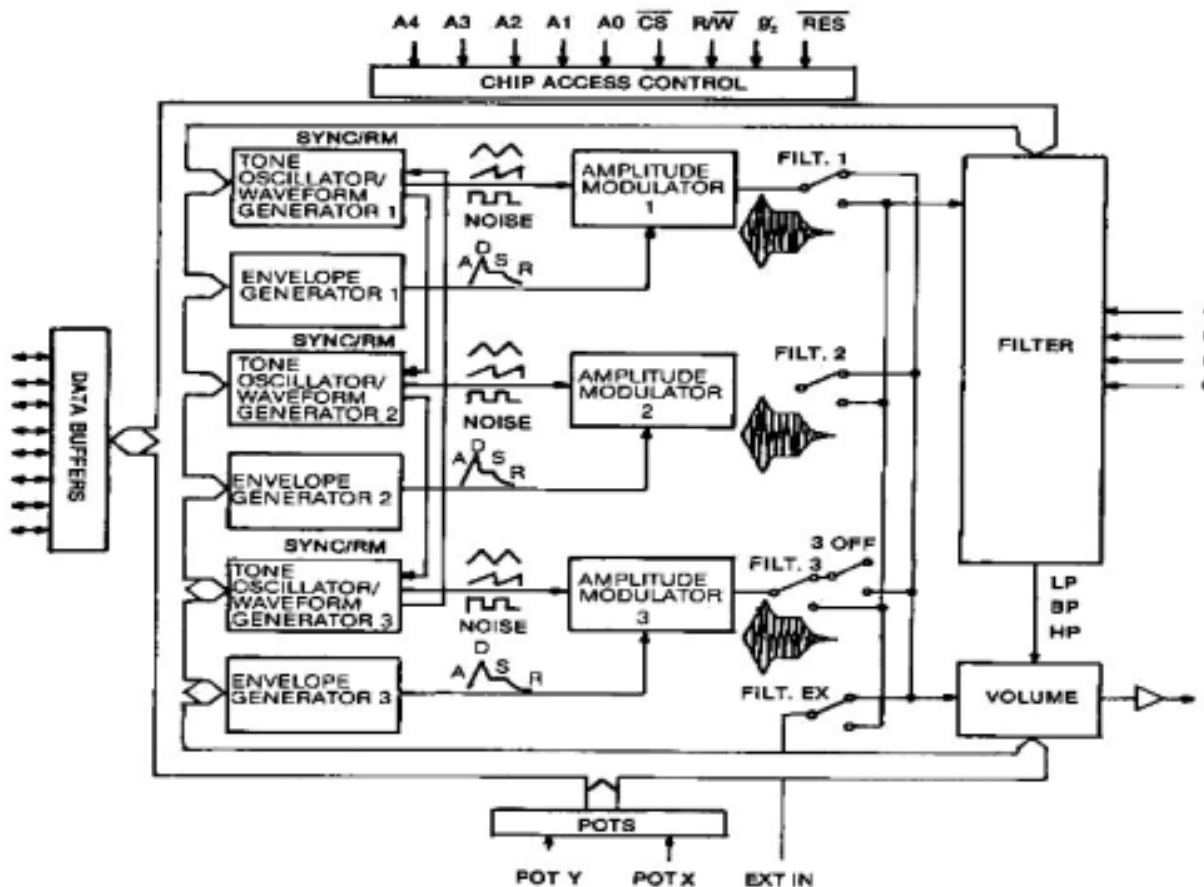 A4 A3 A2 A1 A0 CS R/W RES
CHIP ACCESS CONTROL
SYNC/RM
TONE
OSCILLATOR/
WAVEFORM
GENERATOR 1
NOISE
AMPLITUDE
MODULATOR
1
FILT. 1
ENVELOPE
GENERATOR 1
A D S R
SYNC/RM
TONE
OSCILLATOR/
WAVEFORM
GENERATOR 2
NOISE
AMPLITUDE
MODULATOR
2
FILT. 2
FILTER
DATA BUFFERS
ENVELOPE
GENERATOR 2
A D S R
SYNC/RM
TONE
OSCILLATOR/
WAVEFORM
GENERATOR 3
NOISE
AMPLITUDE
MODULATOR
3
FILT. 3
3 OFF
LP
BP
HP
ENVELOPE
GENERATOR 3
A D S R
FILT. EX
VOLUME
POTS
POT Y POT X EXT IN